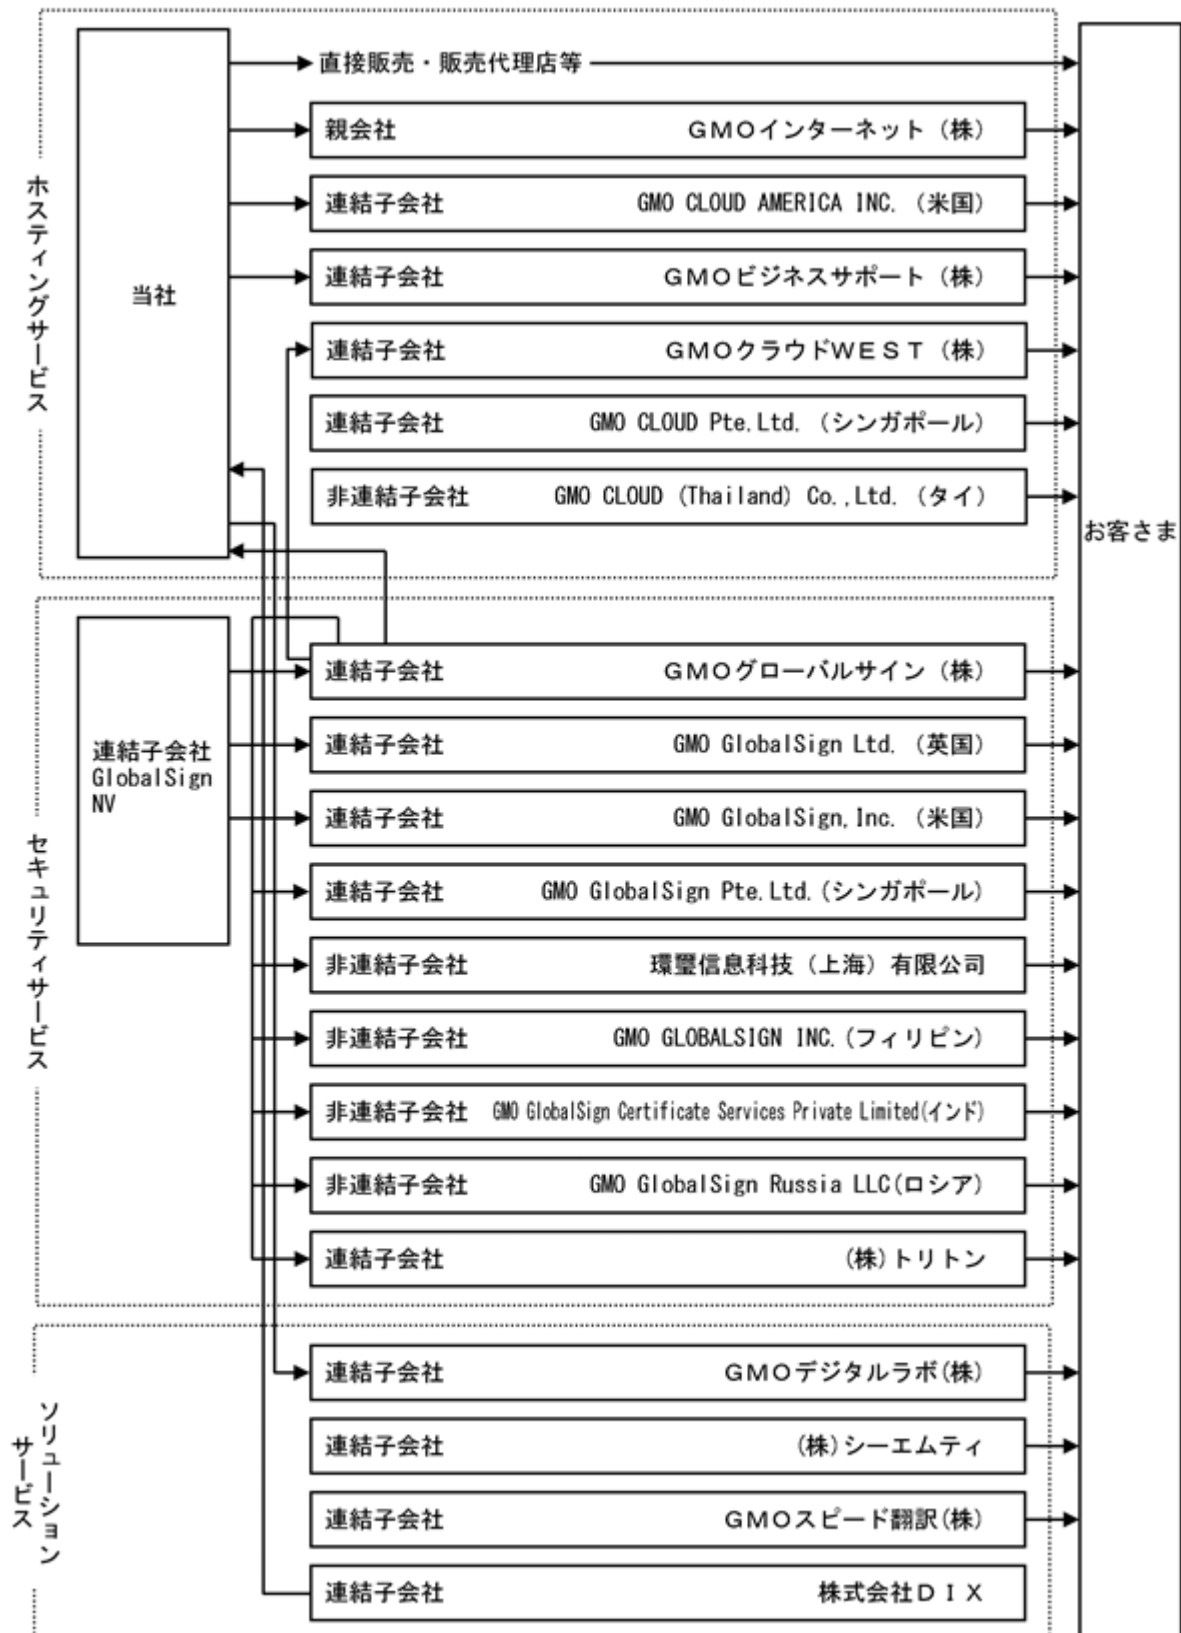 ホスティングサービス
当社
直接販売・販売代理店等
親会社 GMOインターネット(株)
連結子会社 GMO CLOUD AMERICA INC.(米国)
連結子会社 GMOビジネスサポート(株)
連結子会社 GMOクラウドWEST(株)
連結子会社 GMO CLOUD Pte.Ltd.(シンガポール)
非連結子会社 GMO CLOUD (Thailand) Co.,Ltd.(タイ)
お客さま
セキュリティサービス
連結子会社
GlobalSign
NV
連結子会社 GMOグローバルサイン(株)
連結子会社 GMO GlobalSign Ltd.(英国)
連結子会社 GMO GlobalSign,Inc.(米国)
連結子会社 GMO GlobalSign Pte.Ltd.(シンガポール)
非連結子会社 環璽信息科技(上海)有限公司
非連結子会社 GMO GLOBALSIGN INC.(フィリピン)
非連結子会社 GMO GlobalSign Certificate Services Private Limited(インド)
非連結子会社 GMO GlobalSign Russia LLC(ロシア)
連結子会社 (株)トリトン
ソリューション
サービス
連結子会社 GMOデジタルラボ(株)
連結子会社 (株)シーエムティ
連結子会社 GMOスピード翻訳(株)
連結子会社 株式会社DIX